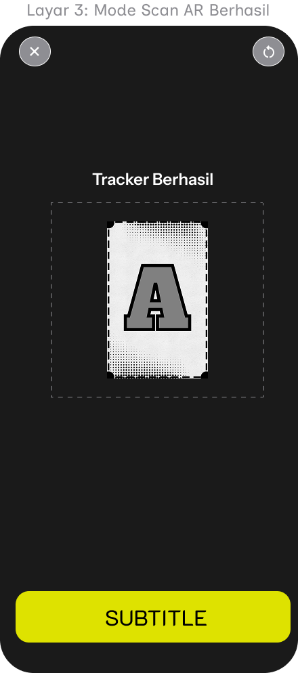 Layar 3: Mode Scan AR Berhasil
Tracker Berhasil
A
SUBTITLE